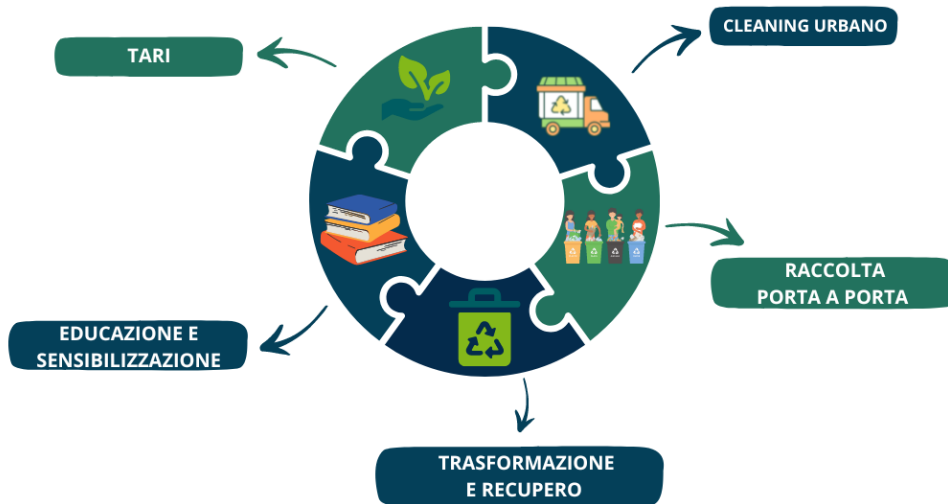 TARI
CLEANING URBANO
RACCOLTA
PORTA A PORTA
EDUCAZIONE E
SENSIBILIZZAZIONE
TRASFORMAZIONE
E RECUPERO